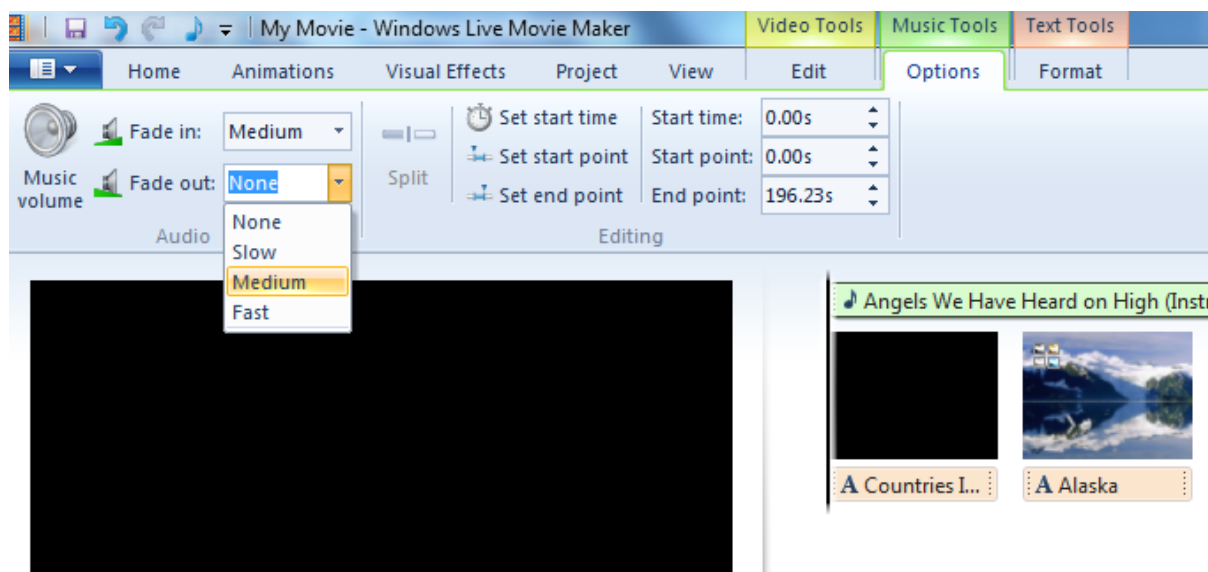 My Movie - Windows Live Movie Maker
Video Tools
Music Tools
Text Tools
Home
Animations
Visual Effects
Project
View
Edit
Options
Format
Music volume
Fade in:
Medium
Fade out:
None
None
Slow
Medium
Fast
Audio
Split
Set start time
Set start point
Set end point
Start time:
0.00s
Start point:
0.00s
End point:
196.23s
Editing
Angels We Have Heard on High (Inst
A Countries I...
A Alaska